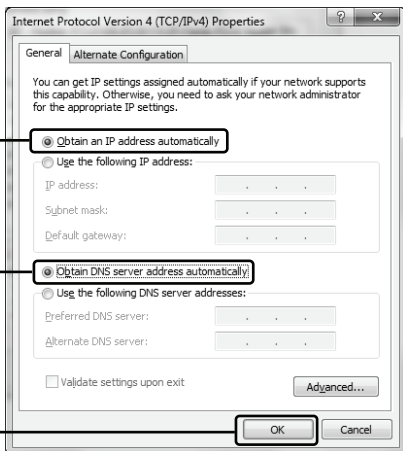 Internet Protocol Version 4 (TCP/IPv4) Properties
General Alternate Configuration
You can get IP settings assigned automatically if your network supports
this capability. Otherwise, you need to ask your network administrator
for the appropriate IP settings.
Obtain an IP address automatically
Use the following IP address:
IP address:
Subnet mask:
Default gateway:
Obtain DNS server address automatically
Use the following DNS server addresses:
Preferred DNS server:
Alternate DNS server:
Validate settings upon exit
Advanced...
OK Cancel